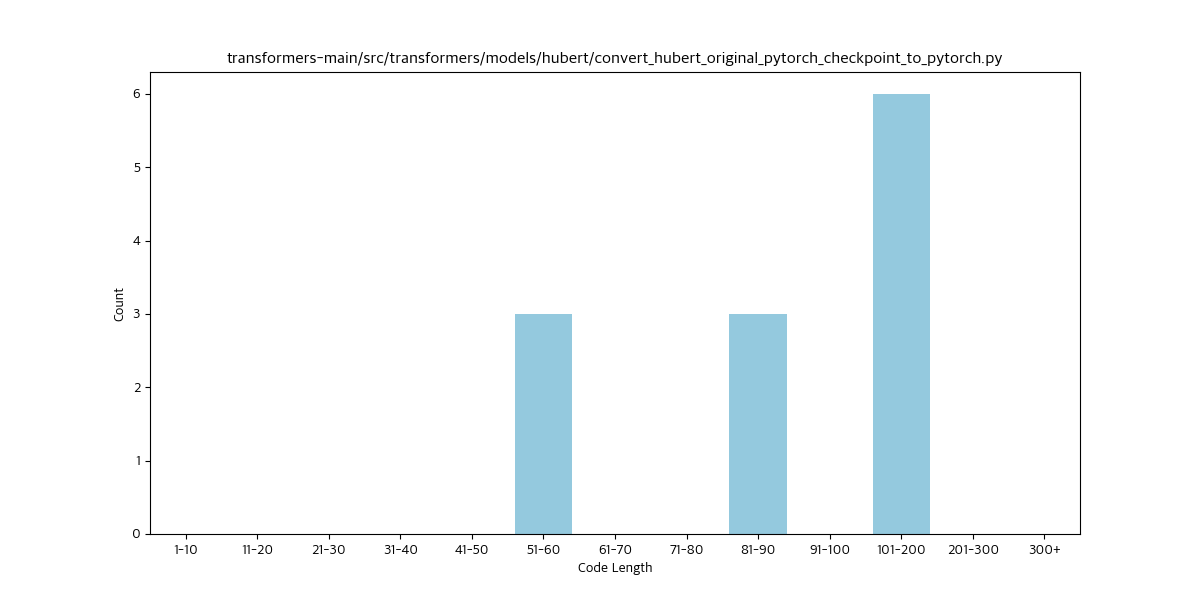 transformers-main/src/transformers/models/hubert/convert_hubert_original_pytorch_checkpoint_to_pytorch.py
6
5
4
3
2
1
0
Count
1-10 11-20 21-30 31-40 41-50 51-60 61-70 71-80 81-90 91-100 101-200 201-300 300+
Code Length